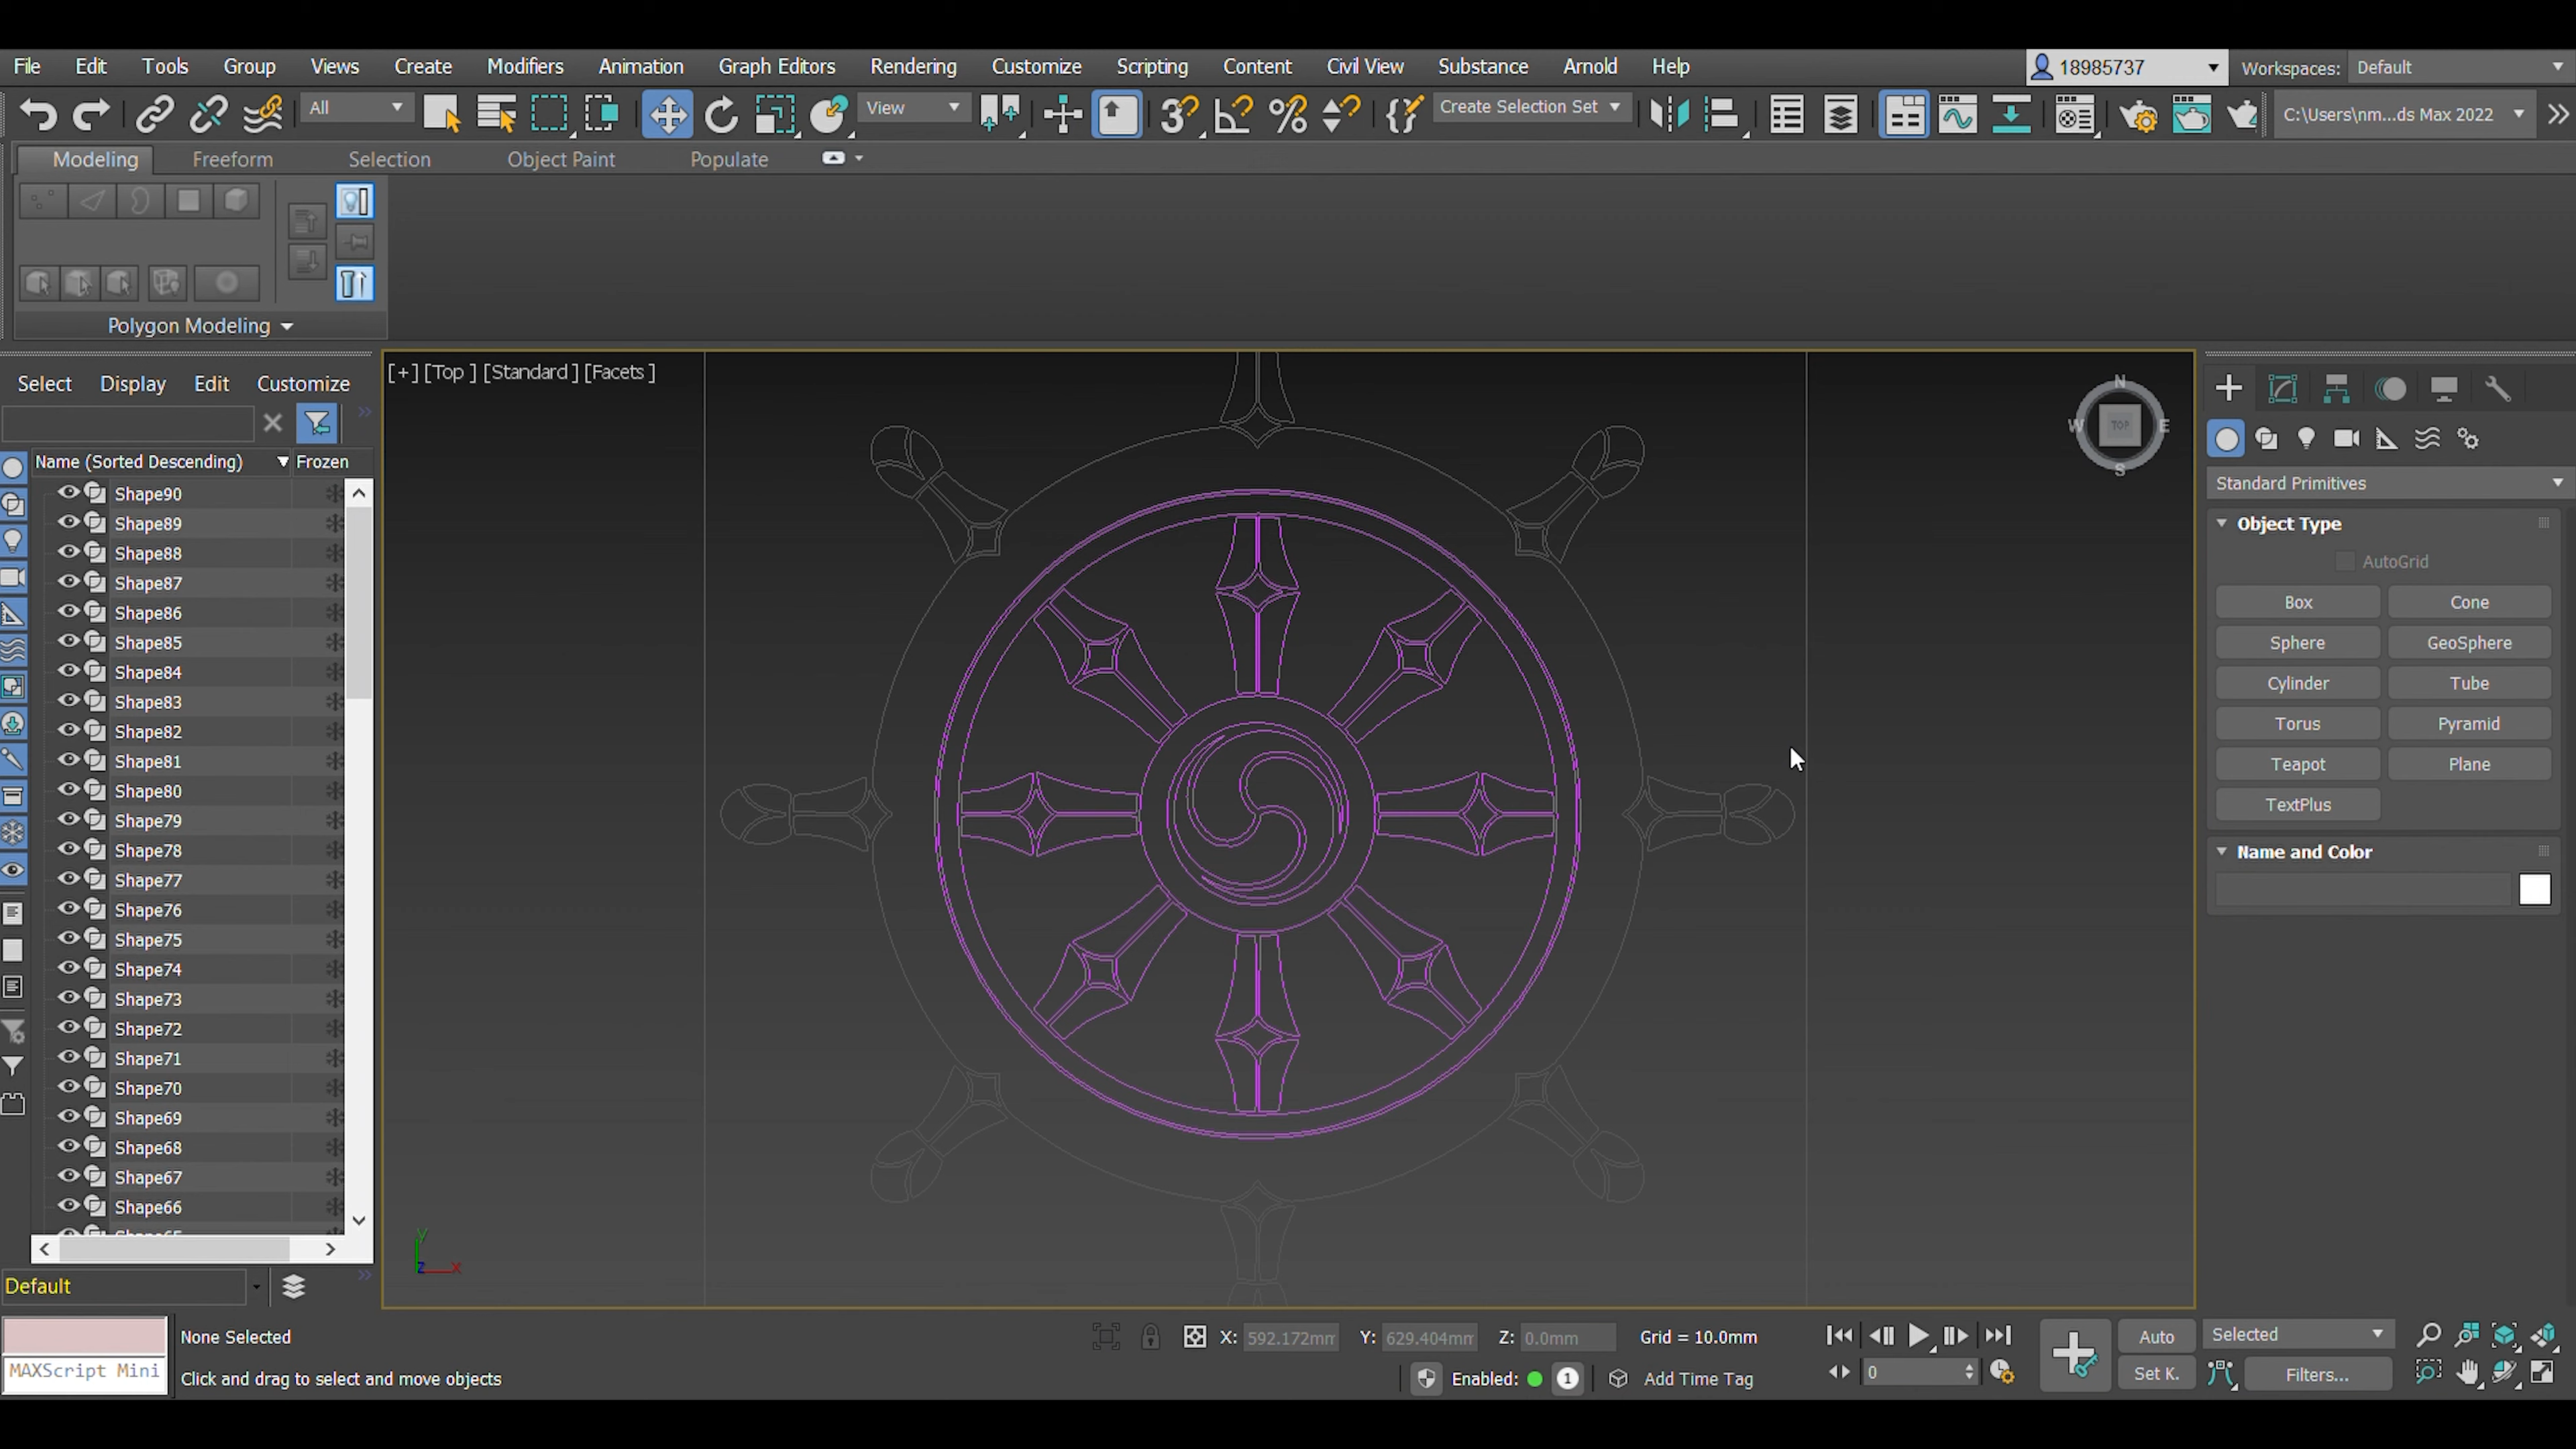 File Edit Tools Group Views Create Modifiers Animation Graph Editors Rendering Customize Scripting Content Civil View Substance Arnold Help 18985737 Workspaces: Default
All View Create Selection Set C:\Users\nm...ds Max 2022
Modeling Freeform Selection Object Paint Populate
Polygon Modeling
Select Display Edit Customize
Name (Sorted Descending) Frozen
Shape90
Shape89
Shape88
Shape87
Shape86
Shape85
Shape84
Shape83
Shape82
Shape81
Shape80
Shape79
Shape78
Shape77
Shape76
Shape75
Shape74
Shape73
Shape72
Shape71
Shape70
Shape69
Shape68
Shape67
Shape66
Default
[+] [Top ] [Standard ] [Facets ]
N
W TOP E
S
y
z x
Standard Primitives
Object Type
AutoGrid
Box Cone
Sphere GeoSphere
Cylinder Tube
Torus Pyramid
Teapot Plane
TextPlus
Name and Color
None Selected X: 592.172mm Y: 629.404mm Z: 0.0mm Grid = 10.0mm Auto Selected
MAXScript Mini Click and drag to select and move objects Enabled: 1 Add Time Tag 0 Set K. Filters...